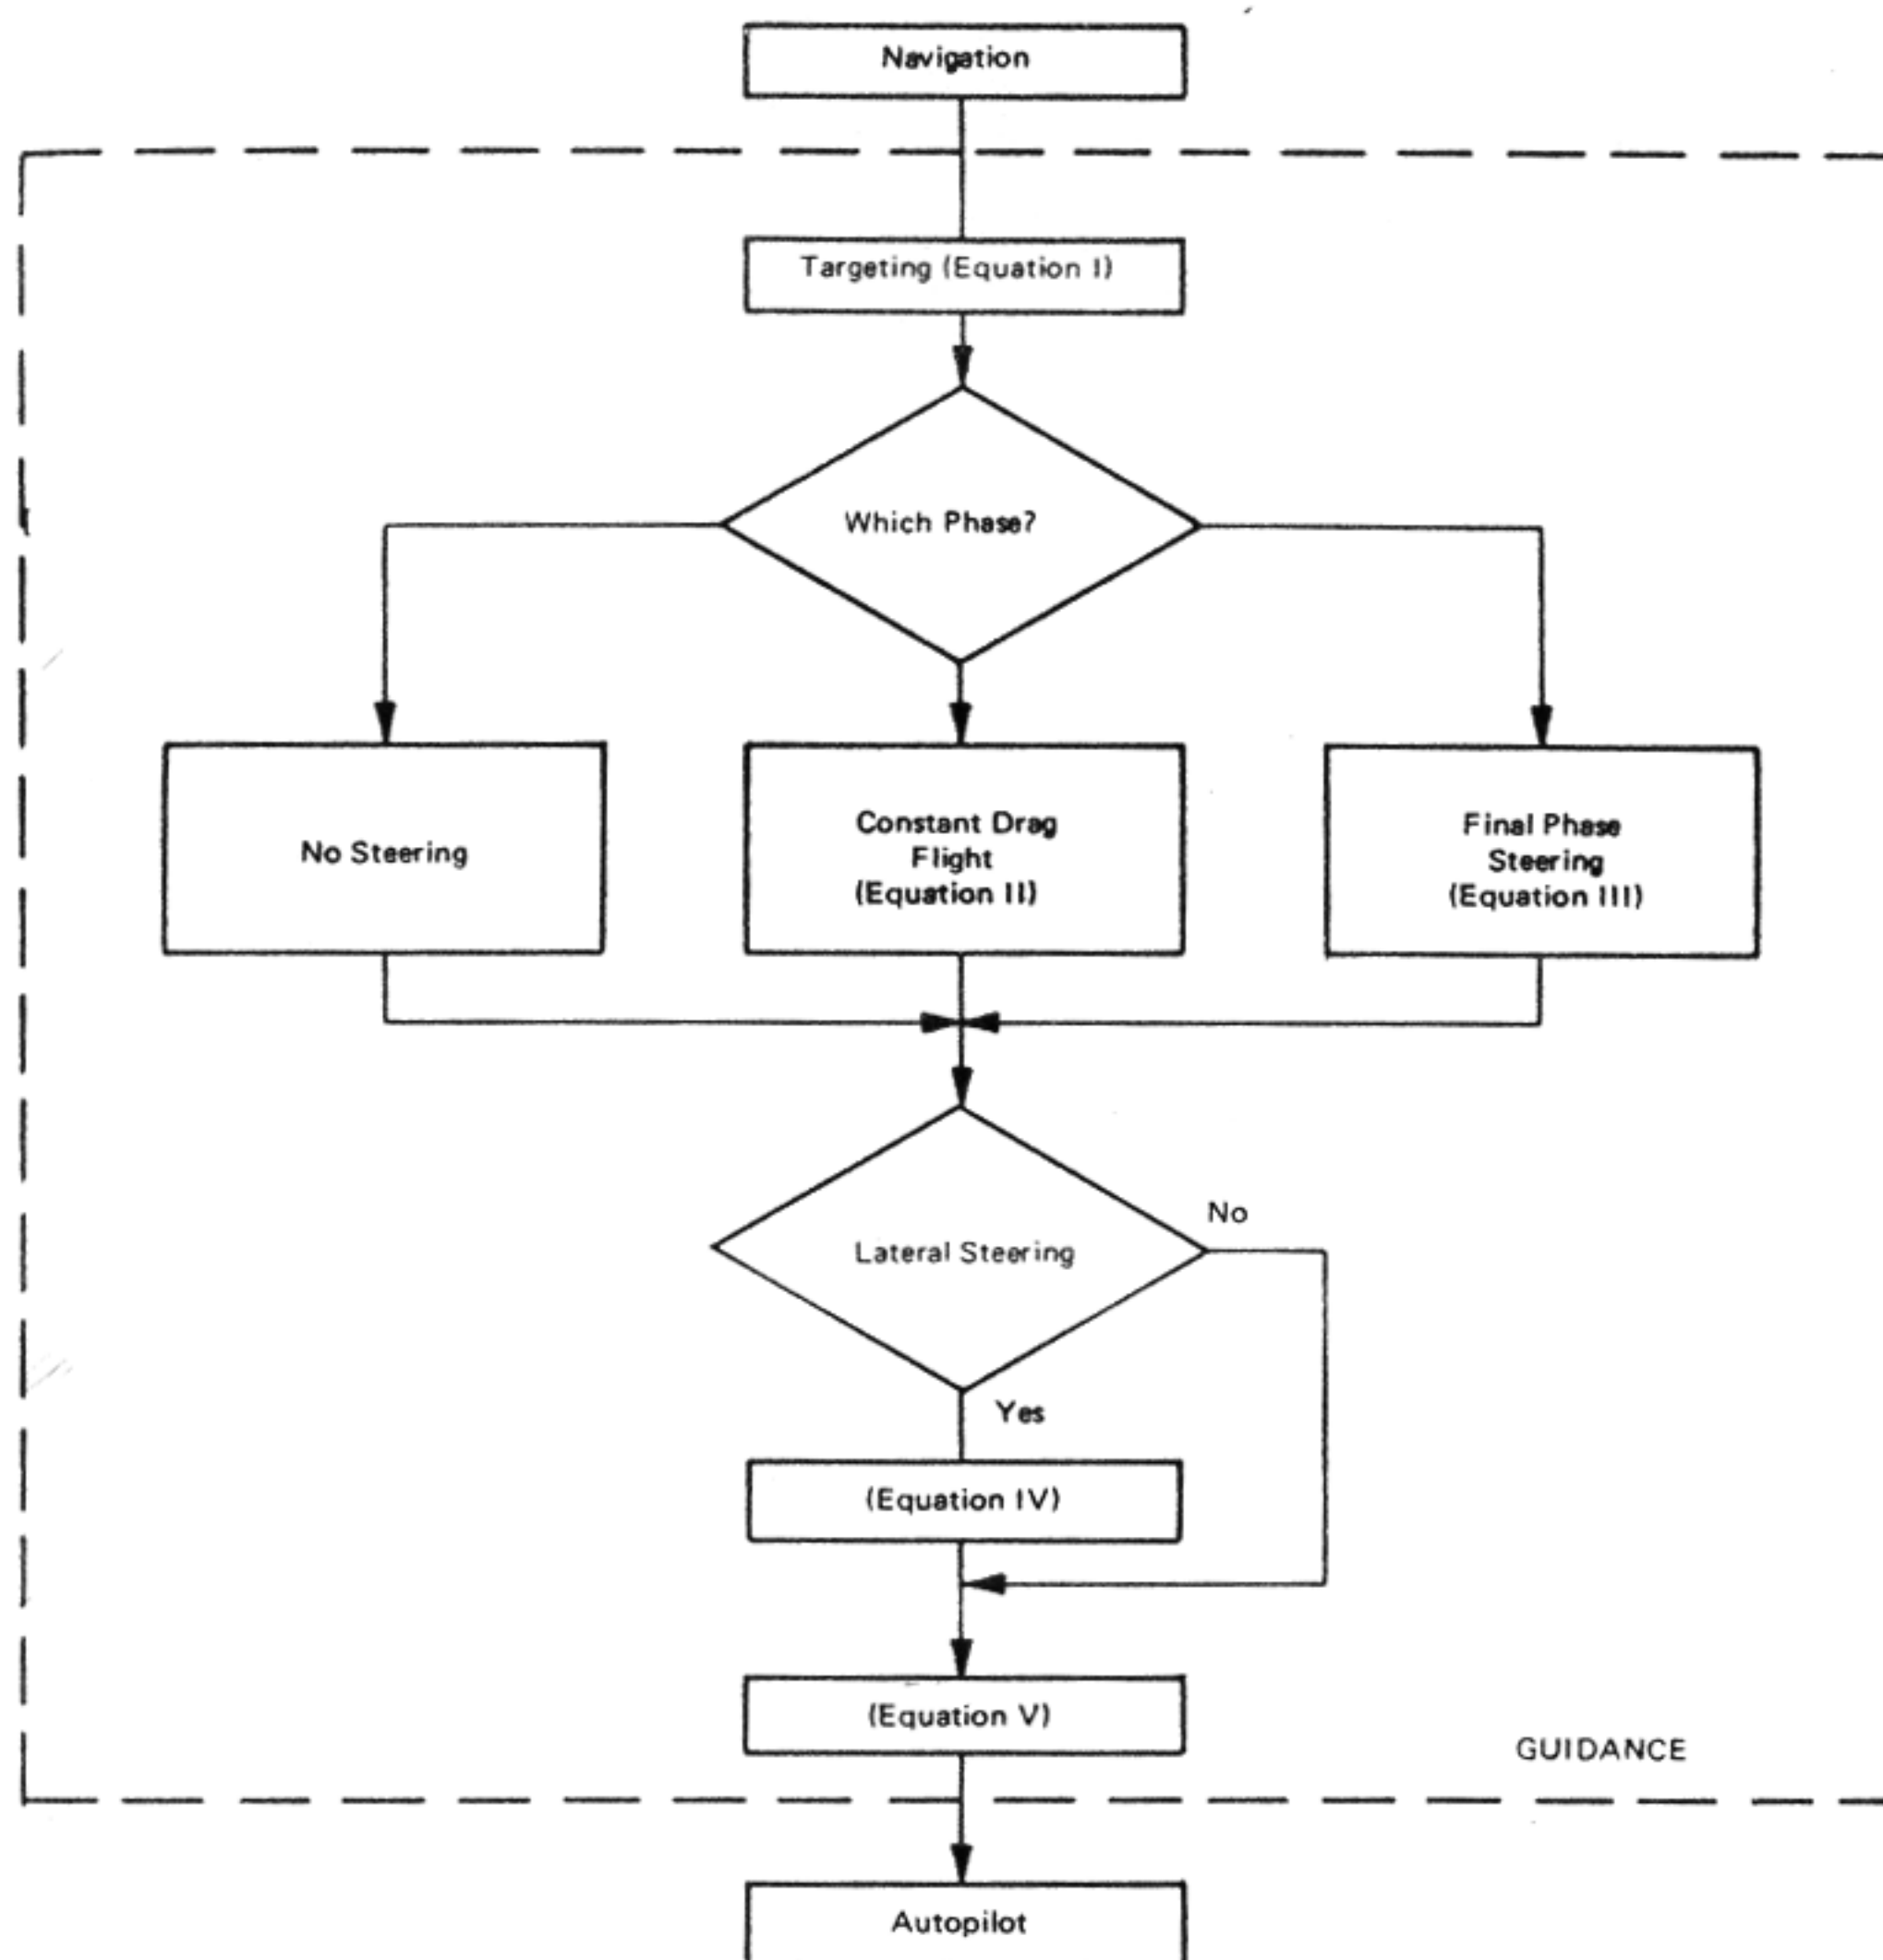 Navigation
Targeting (Equation I)
Which Phase?
No Steering
Constant Drag
Flight
(Equation II)
Final Phase
Steering
(Equation III)
Lateral Steering
No
Yes
(Equation IV)
(Equation V)
GUIDANCE
Autopilot